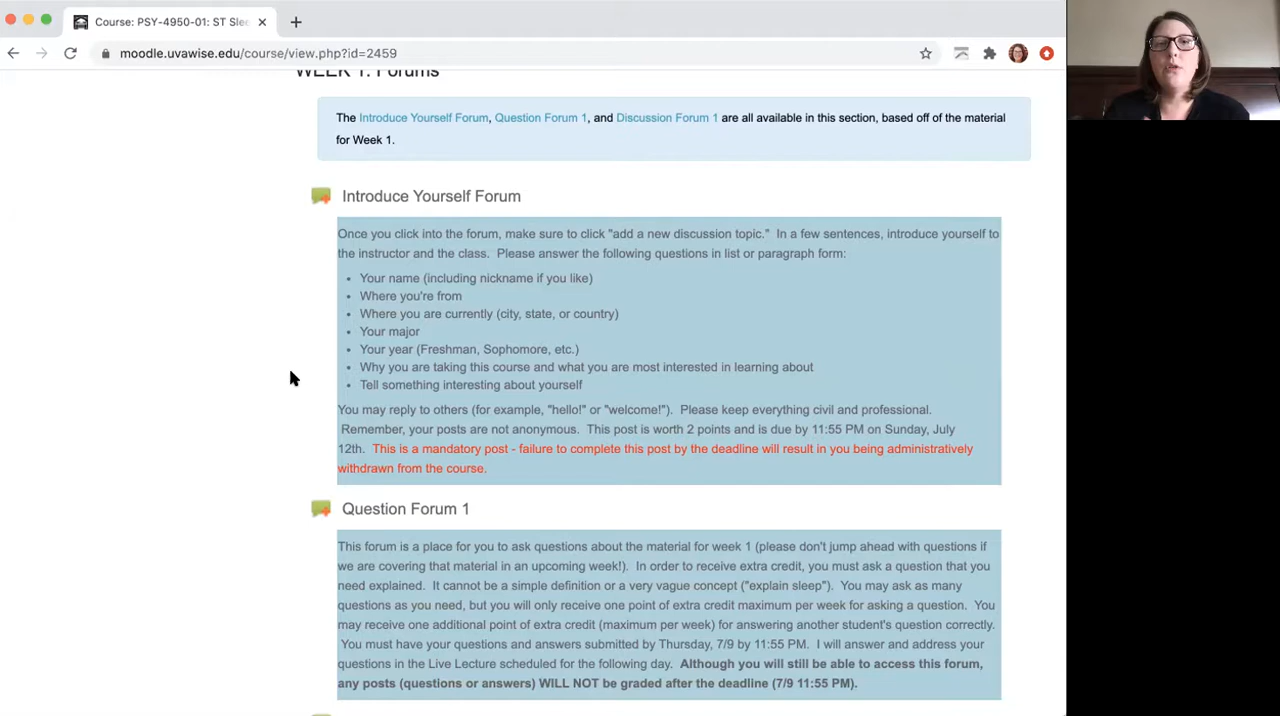 Course: PSY-4950-01: ST Slee
moodle.uvawise.edu/course/view.php?id=2459
WEEK 1: Forums
The Introduce Yourself Forum, Question Forum 1, and Discussion Forum 1 are all available in this section, based off of the material
for Week 1.
Introduce Yourself Forum
Once you click into the forum, make sure to click "add a new discussion topic."  In a few sentences, introduce yourself to
the instructor and the class.  Please answer the following questions in list or paragraph form:
• Your name (including nickname if you like)
• Where you're from
• Where you are currently (city, state, or country)
• Your major
• Your year (Freshman, Sophomore, etc.)
• Why you are taking this course and what you are most interested in learning about
• Tell something interesting about yourself
You may reply to others (for example, "hello!" or "welcome!").  Please keep everything civil and professional.
Remember, your posts are not anonymous.  This post is worth 2 points and is due by 11:55 PM on Sunday, July
12th.  This is a mandatory post - failure to complete this post by the deadline will result in you being administratively
withdrawn from the course.
Question Forum 1
This forum is a place for you to ask questions about the material for week 1 (please don't jump ahead with questions if
we are covering that material in an upcoming week!).  In order to receive extra credit, you must ask a question that you
need explained.  It cannot be a simple definition or a very vague concept ("explain sleep").  You may ask as many
questions as you need, but you will only receive one point of extra credit maximum per week for asking a question.  You
may receive one additional point of extra credit (maximum per week) for answering another student's question correctly.
You must have your questions and answers submitted by Thursday, 7/9 by 11:55 PM.  I will answer and address your
questions in the Live Lecture scheduled for the following day.  Although you will still be able to access this forum,
any posts (questions or answers) WILL NOT be graded after the deadline (7/9 11:55 PM).